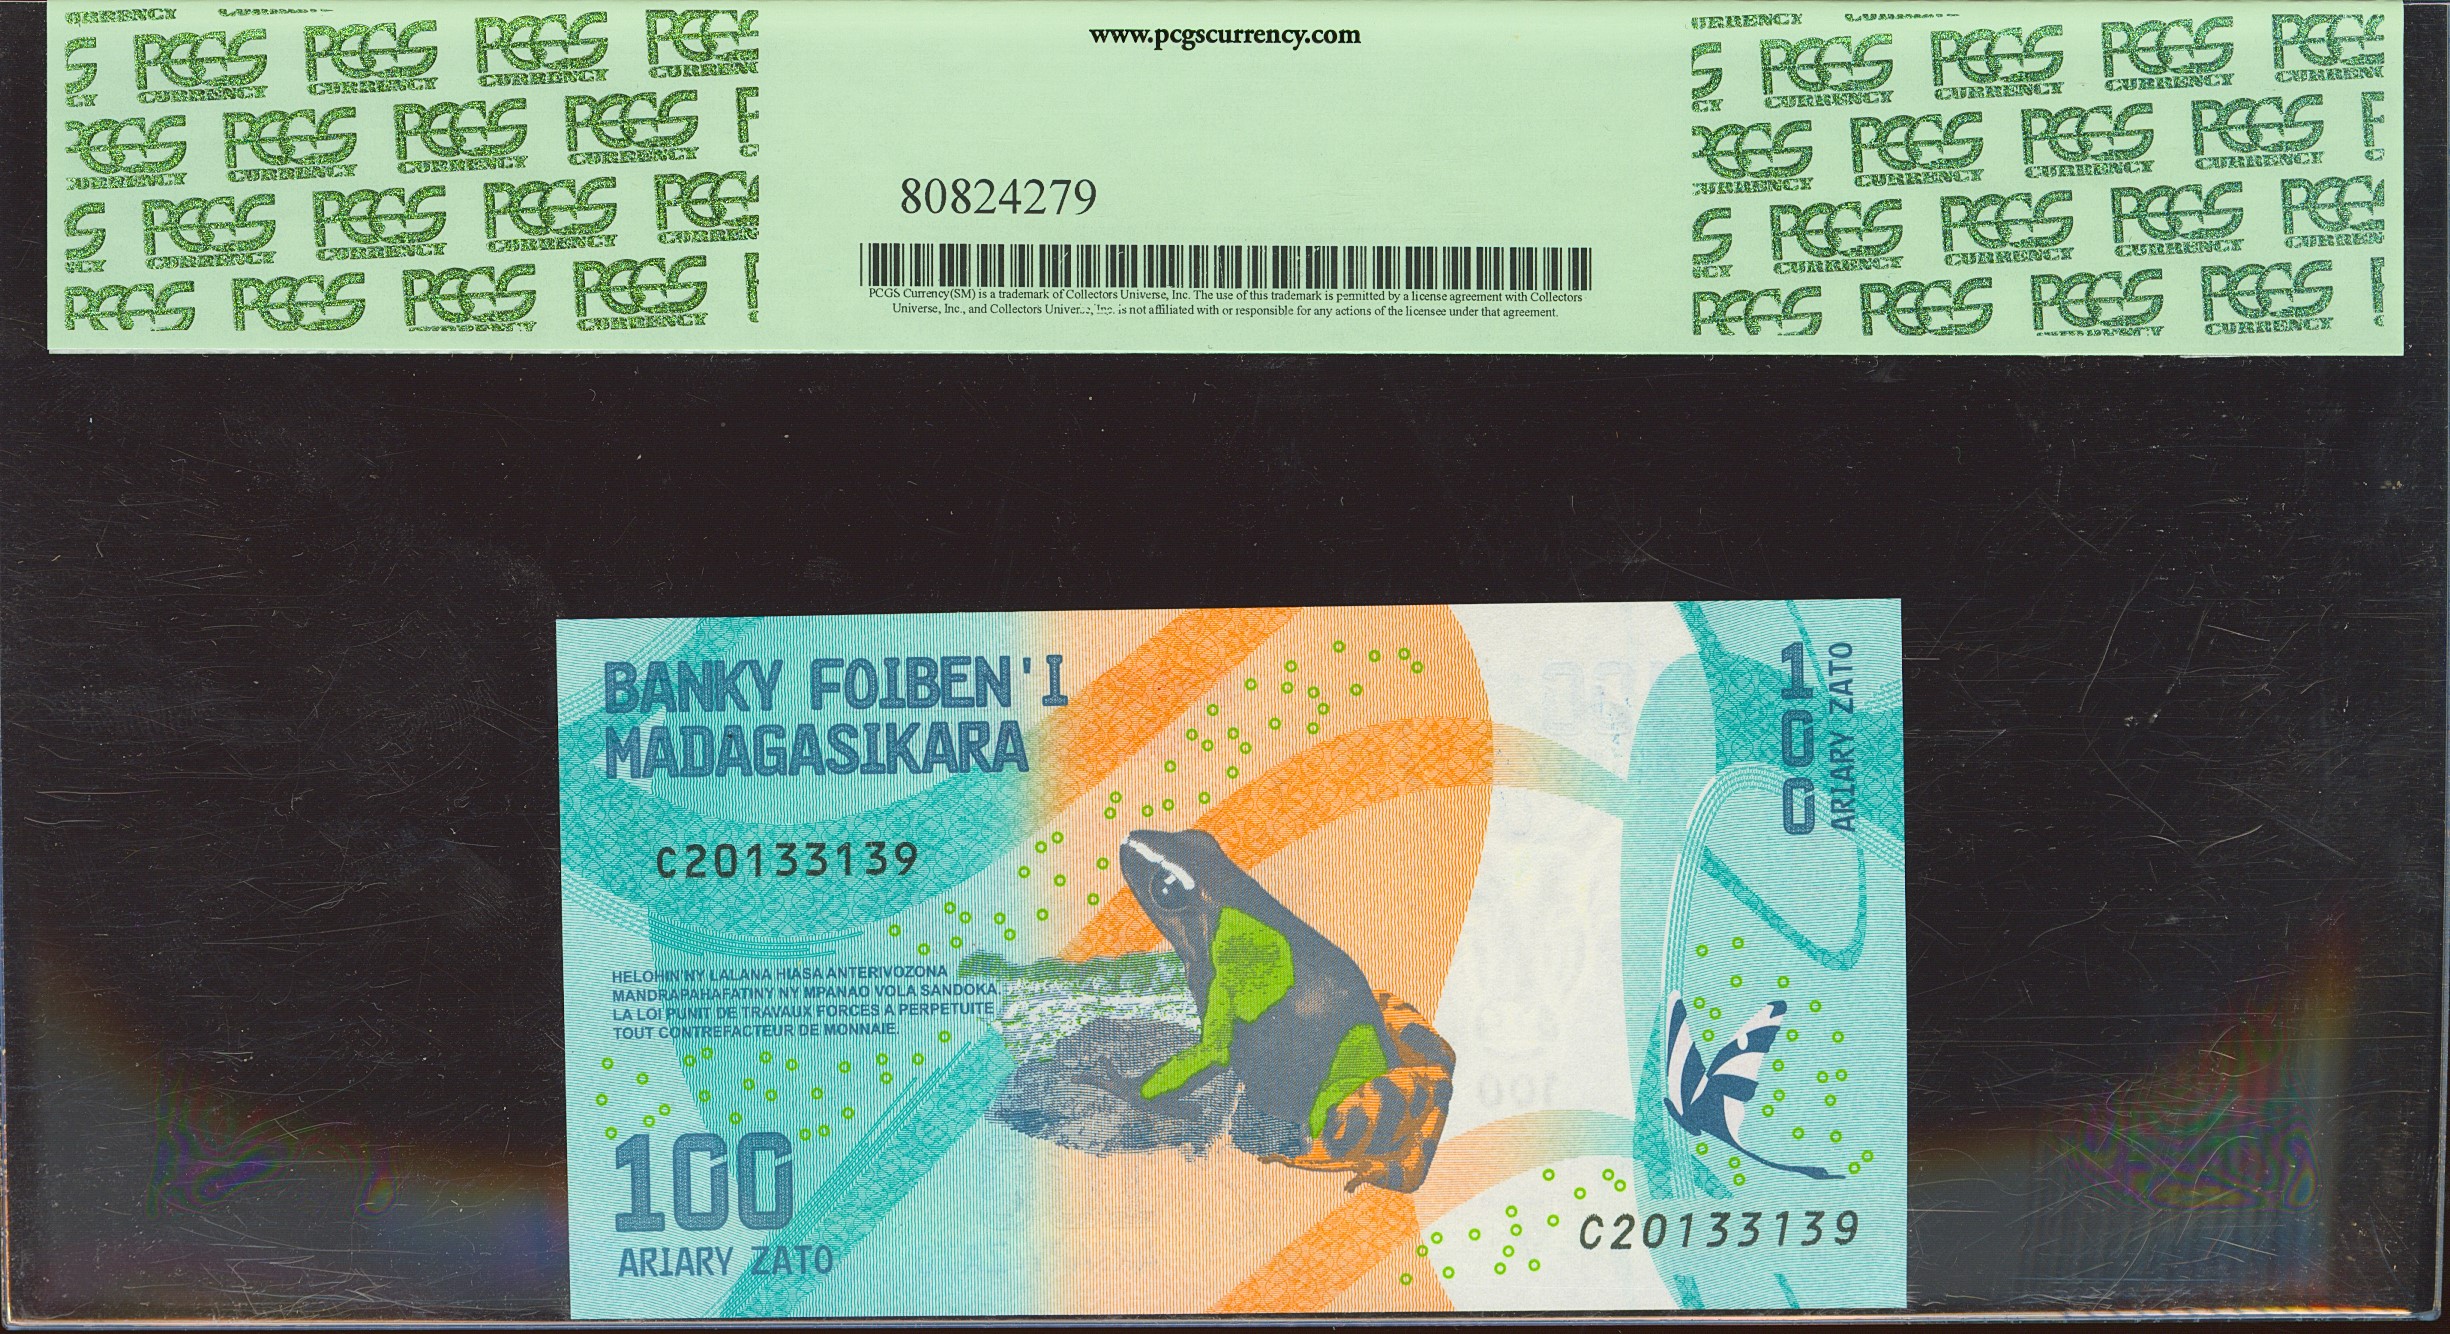 www.pcgscurrency.com
PCGS CURRENCY
80824279
PCGS Currency(SM) is a trademark of Collectors Universe, Inc. The use of this trademark is permitted by a license agreement with Collectors
Universe, Inc., and Collectors Universe, Inc. is not affiliated with or responsible for any actions of the licensee under that agreement.
BANKY FOIBEN'I
MADAGASIKARA
100
ARIARY ZATO
C20133139
HELOHIN'NY LALANA HIASA ANTERIVOZONA
MANDRAPAHAFATINY NY MPANAO VOLA SANDOKA.
LA LOI PUNIT DE TRAVAUX FORCES A PERPETUITE
TOUT CONTREFACTEUR DE MONNAIE.
100
ARIARY ZATO
C20133139